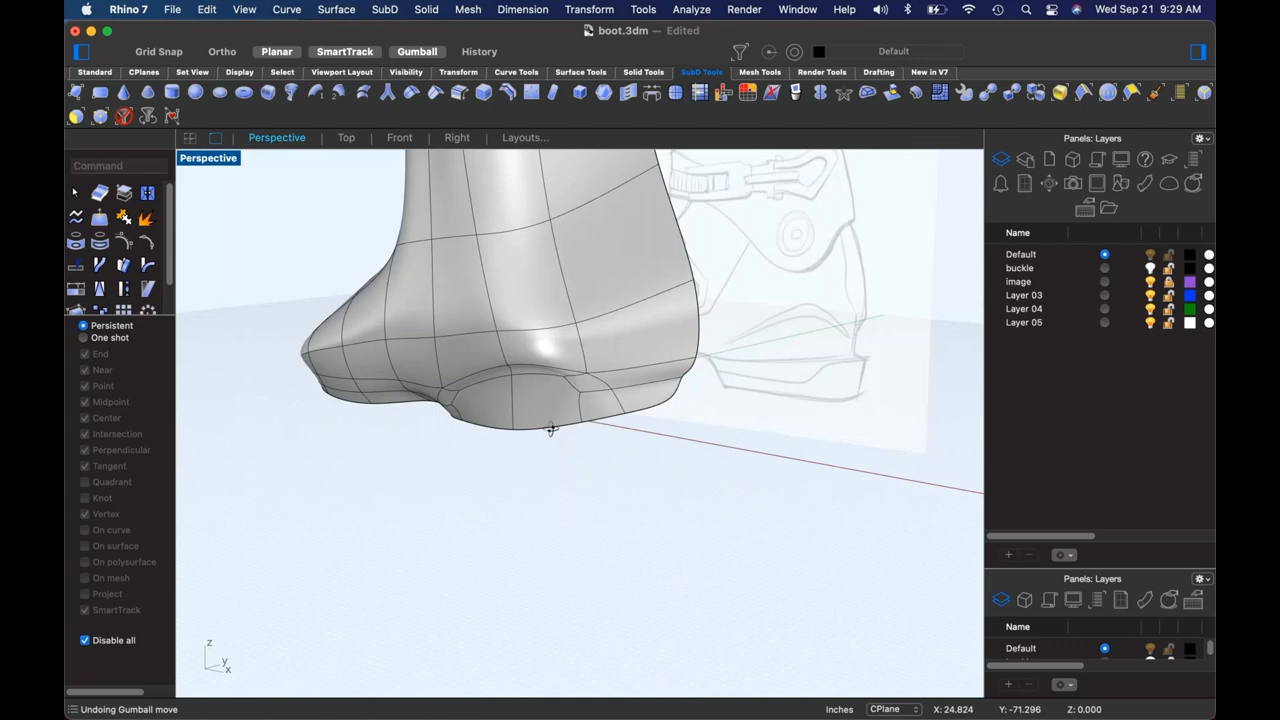 Rhino 7 File Edit View Curve Surface SubD Solid Mesh Dimension Transform Tools Analyze Render Window Help Wed Sep 21 9:29 AM
boot.3dm — Edited
Grid Snap Ortho Planar SmartTrack Gumball History Default
Standard CPlanes Set View Display Select Viewport Layout Visibility Transform Curve Tools Surface Tools Solid Tools SubD Tools Mesh Tools Render Tools Drafting New in V7
Perspective Top Front Right Layouts... Panels: Layers
Perspective
Command
Name
Default
buckle
image
Layer 03
Layer 04
Layer 05
Persistent
One shot
End
Near
Point
Midpoint
Center
Intersection
Perpendicular
Tangent
Quadrant
Knot
Vertex
On curve
On surface
On polysurface
On mesh
Project
SmartTrack
Disable all
Panels: Layers
Name
Default
z
y
x
Undoing Gumball move Inches CPlane X: 24.824 Y: -71.296 Z: 0.000